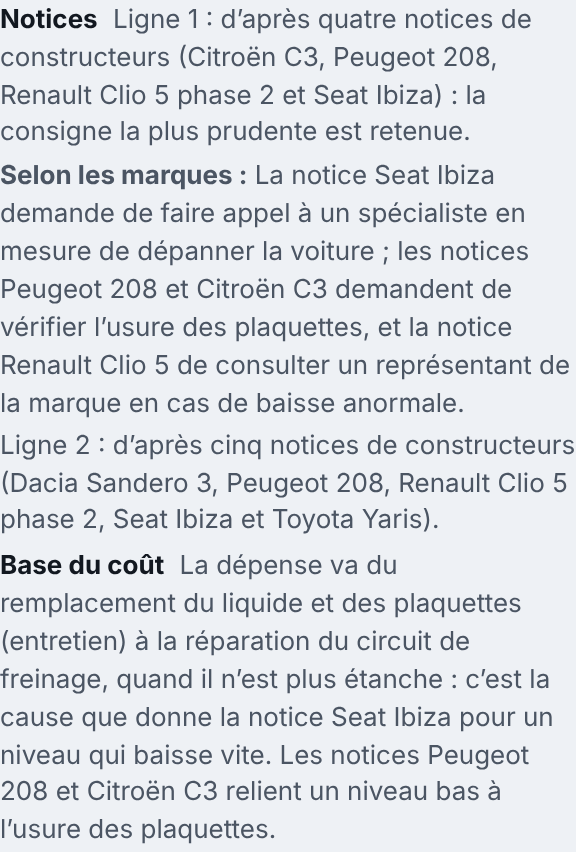 Notices Ligne 1 : d’après quatre notices de
constructeurs (Citroën C3, Peugeot 208,
Renault Clio 5 phase 2 et Seat Ibiza) : la
consigne la plus prudente est retenue.
Selon les marques : La notice Seat Ibiza
demande de faire appel à un spécialiste en
mesure de dépanner la voiture ; les notices
Peugeot 208 et Citroën C3 demandent de
vérifier l’usure des plaquettes, et la notice
Renault Clio 5 de consulter un représentant de
la marque en cas de baisse anormale.
Ligne 2 : d’après cinq notices de constructeurs
(Dacia Sandero 3, Peugeot 208, Renault Clio 5
phase 2, Seat Ibiza et Toyota Yaris).
Base du coût La dépense va du
remplacement du liquide et des plaquettes
(entretien) à la réparation du circuit de
freinage, quand il n’est plus étanche : c’est la
cause que donne la notice Seat Ibiza pour un
niveau qui baisse vite. Les notices Peugeot
208 et Citroën C3 relient un niveau bas à
l’usure des plaquettes.